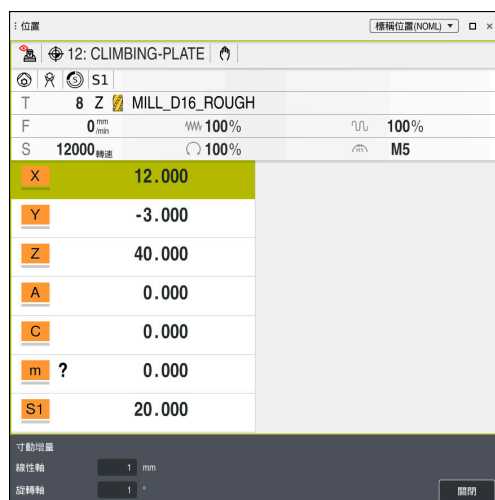 位置 標稱位置(NOML)
12: CLIMBING-PLATE
S1
T 8 Z MILL_D16_ROUGH
F 0 mm/min 100% 100%
S 12000 轉速 100% M5
X 12.000
Y -3.000
Z 40.000
A 0.000
C 0.000
m ? 0.000
S1 20.000
寸動增量
線性軸 1 mm
旋轉軸 1 °
關閉